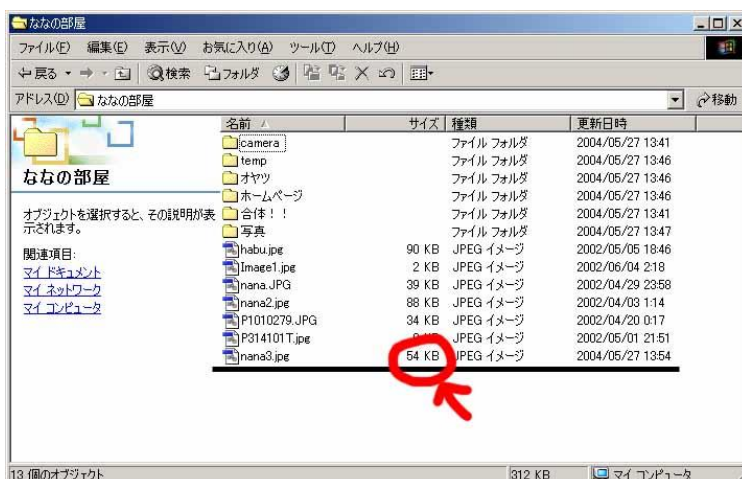 ななの部屋
ファイル(F) 編集(E) 表示(V) お気に入り(A) ツール(T) ヘルプ(H)
戻る 検索 フォルダ
アドレス(D) ななの部屋 移動
名前 サイズ 種類 更新日時
camera ファイル フォルダ 2004/05/27 13:41
temp ファイル フォルダ 2004/05/27 13:46
オヤツ ファイル フォルダ 2004/05/27 13:46
ホームページ ファイル フォルダ 2004/05/27 13:46
合体!! ファイル フォルダ 2004/05/27 13:41
写真 ファイル フォルダ 2004/05/27 13:47
habu.jpg 90 KB JPEG イメージ 2002/05/05 18:46
Image1.jpg 2 KB JPEG イメージ 2002/06/04 2:18
nana.JPG 39 KB JPEG イメージ 2002/04/29 23:58
nana2.jpg 88 KB JPEG イメージ 2002/04/03 1:14
P1010279.JPG 34 KB JPEG イメージ 2002/04/20 0:17
P314101T.jpg KB JPEG イメージ 2002/05/01 21:51
nana3.jpg 54 KB JPEG イメージ 2004/05/27 13:54
ななの部屋
オブジェクトを選択すると、その説明が表
示されます。
関連項目:
マイ ドキュメント
マイ ネットワーク
マイ コンピュータ
13 個のオブジェクト 312 KB マイ コンピュータ